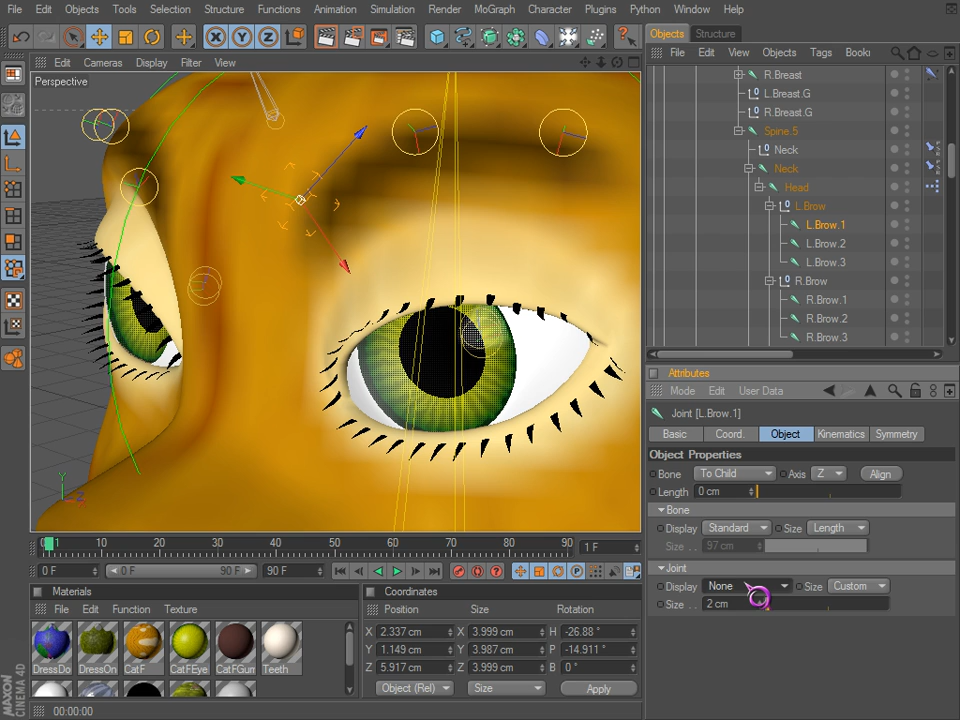 File Edit Objects Tools Selection Structure Functions Animation Simulation Render MoGraph Character Plugins Python Window Help
Edit Cameras Display Filter View
Perspective
Y
Z
Objects Structure
File Edit View Objects Tags Bookı
R.Breast
L.Breast.G
R.Breast.G
Spine.5
Neck
Neck
Head
L.Brow
L.Brow.1
L.Brow.2
L.Brow.3
R.Brow
R.Brow.1
R.Brow.2
R.Brow.3
Attributes
Mode Edit User Data
Joint [L.Brow.1]
Basic Coord. Object Kinematics Symmetry
Object Properties
Bone To Child Axis Z Align
Length 0 cm
Bone
Display Standard Size Length
Size . . 97 cm
Joint
Display None Size Custom
Size . . 2 cm
0 1 10 20 30 40 50 60 70 80 90 1 F
0 F 0 F 90 F 90 F
Materials
File Edit Function Texture
DressDo DressOn CatF CatFEye CatFGum Teeth
Coordinates
Position Size Rotation
X 2.337 cm X 3.999 cm H -26.88 °
Y 1.149 cm Y 3.987 cm P -14.911 °
Z 5.917 cm Z 3.999 cm B 0 °
Object (Rel) Size Apply
MAXON
CINEMA 4D
00:00:00